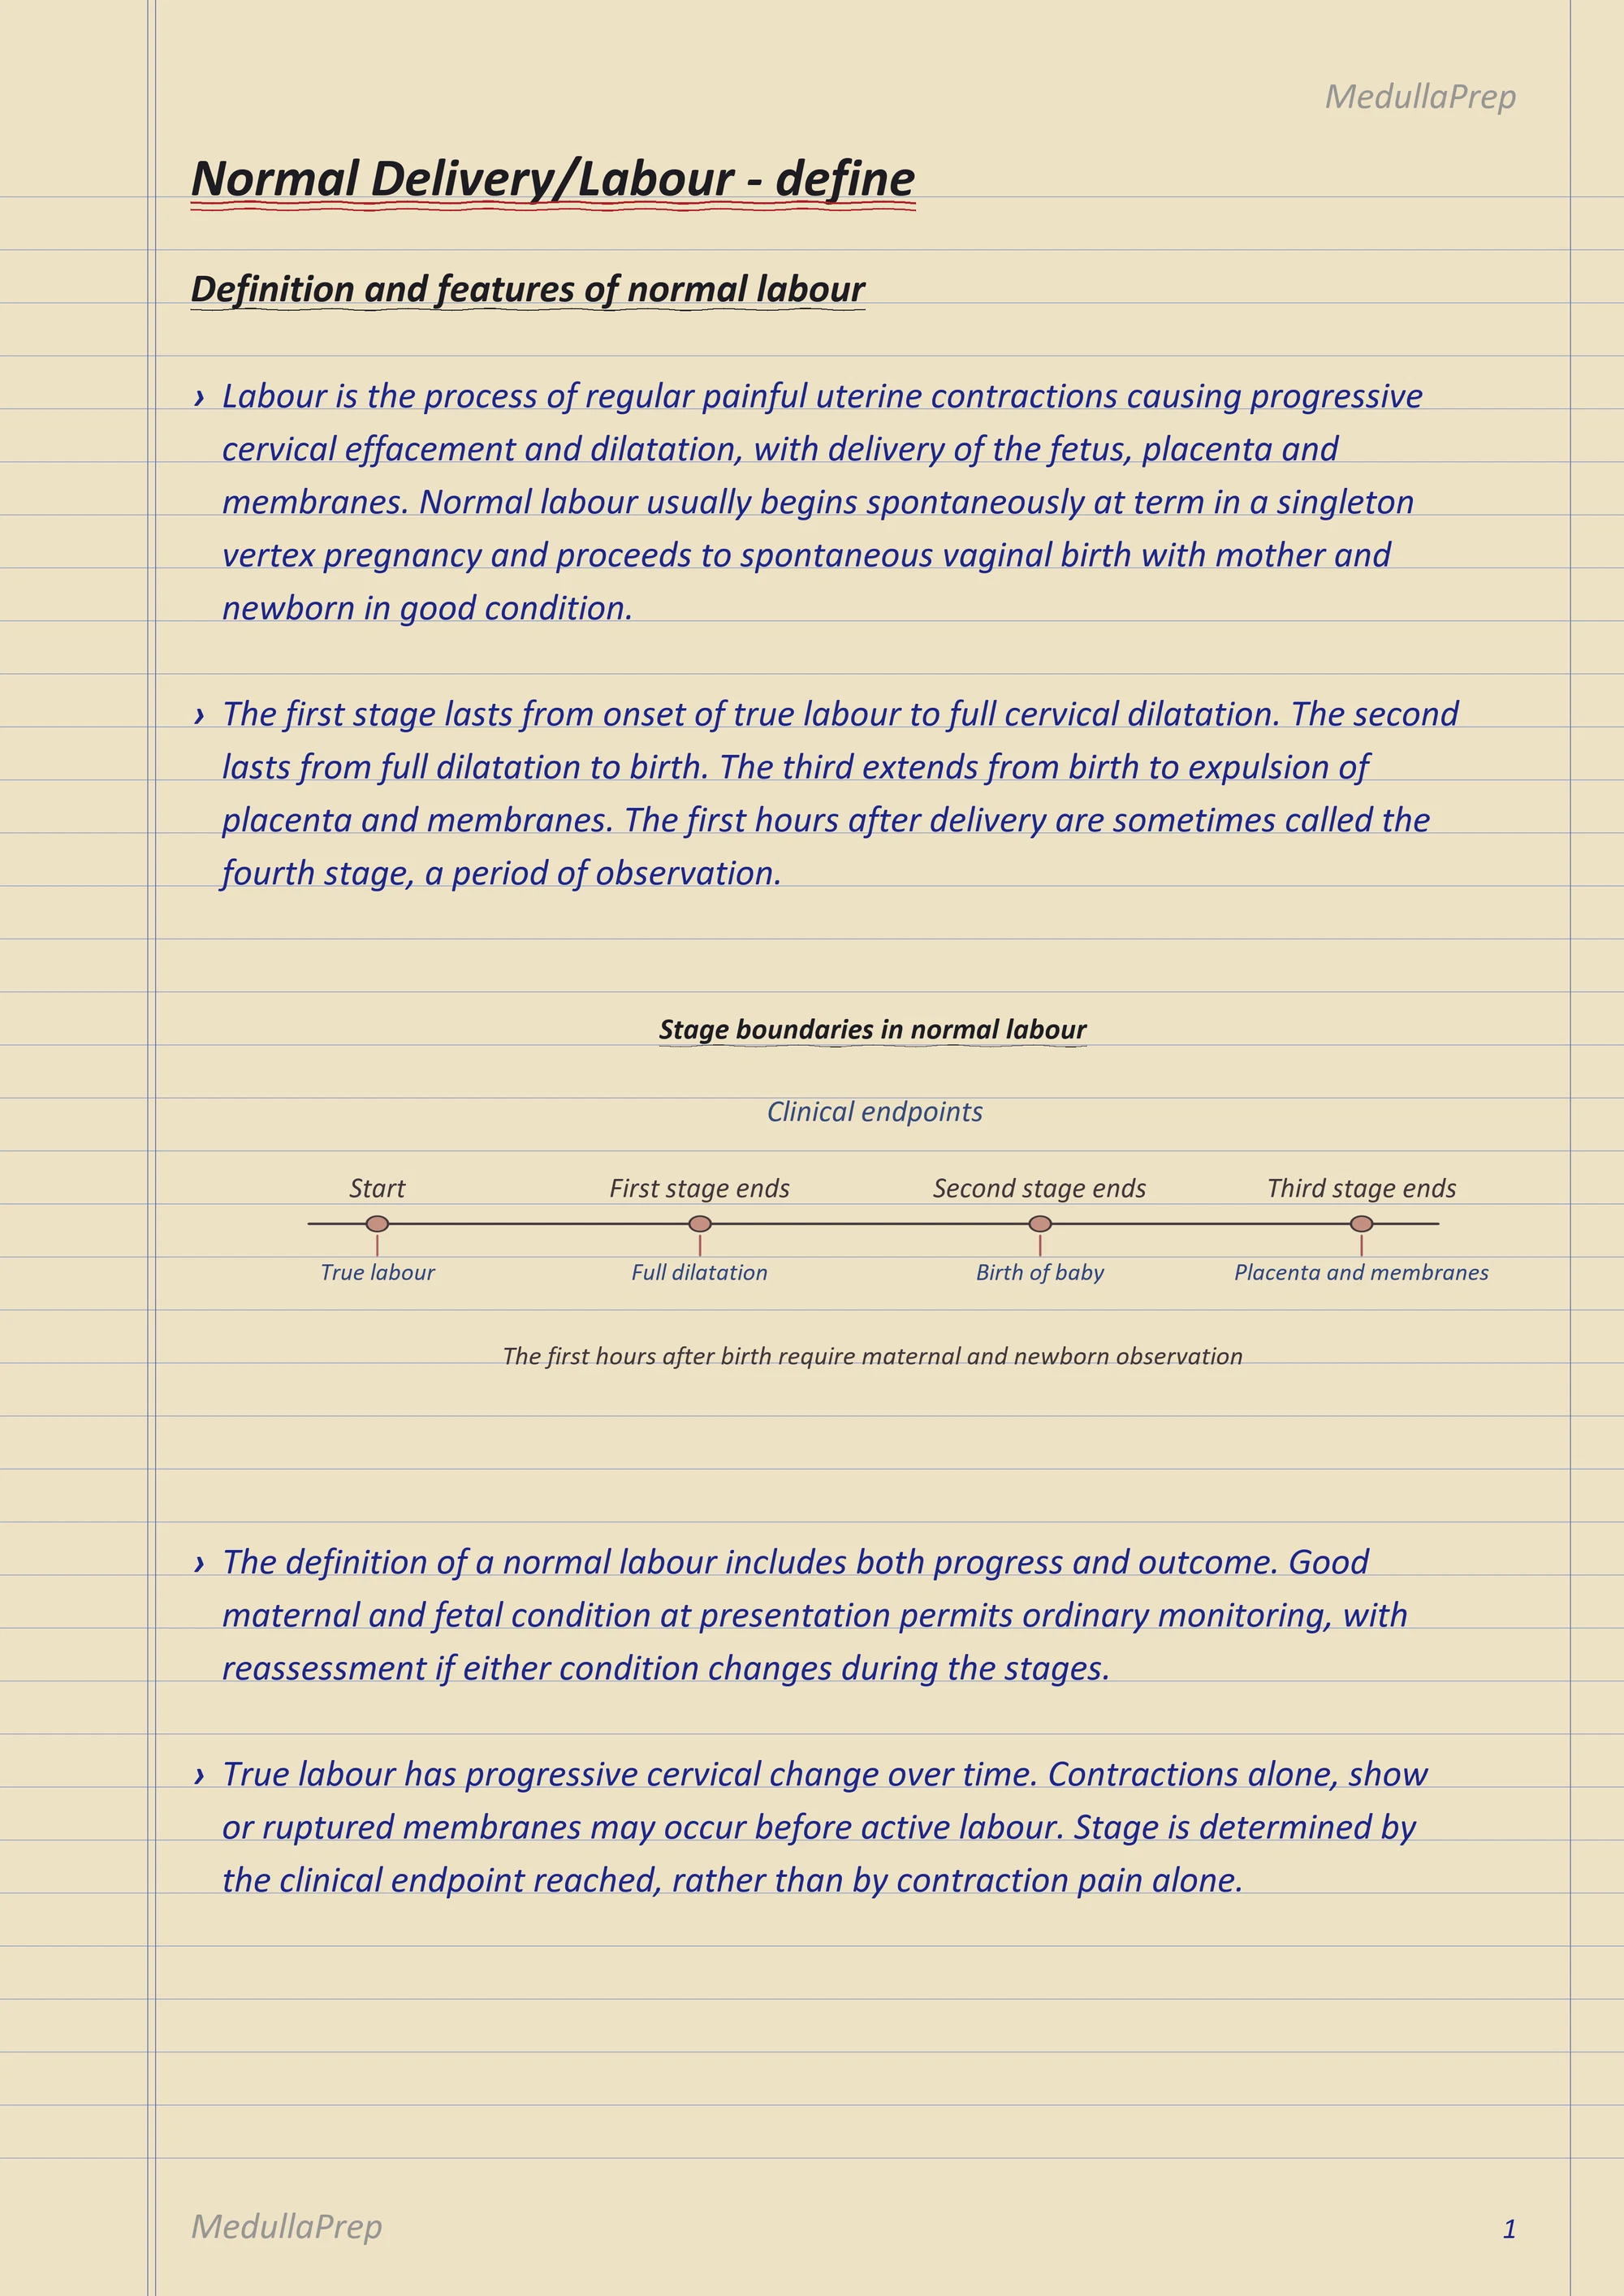 MedullaPrep
Normal Delivery/Labour - define
Definition and features of normal labour
› Labour is the process of regular painful uterine contractions causing progressive
cervical effacement and dilatation, with delivery of the fetus, placenta and
membranes. Normal labour usually begins spontaneously at term in a singleton
vertex pregnancy and proceeds to spontaneous vaginal birth with mother and
newborn in good condition.
› The first stage lasts from onset of true labour to full cervical dilatation. The second
lasts from full dilatation to birth. The third extends from birth to expulsion of
placenta and membranes. The first hours after delivery are sometimes called the
fourth stage, a period of observation.
Stage boundaries in normal labour
Clinical endpoints
Start First stage ends Second stage ends Third stage ends
True labour Full dilatation Birth of baby Placenta and membranes
The first hours after birth require maternal and newborn observation
› The definition of a normal labour includes both progress and outcome. Good
maternal and fetal condition at presentation permits ordinary monitoring, with
reassessment if either condition changes during the stages.
› True labour has progressive cervical change over time. Contractions alone, show
or ruptured membranes may occur before active labour. Stage is determined by
the clinical endpoint reached, rather than by contraction pain alone.
MedullaPrep 1